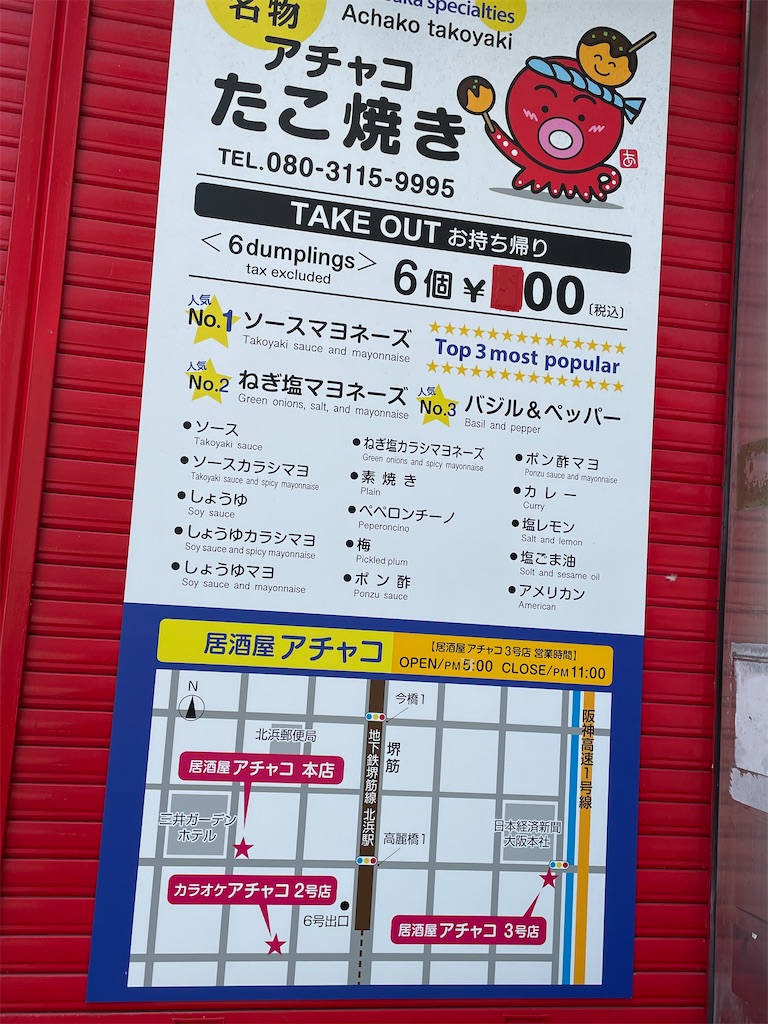 名物
specialties
Achako takoyaki
アチャコ
たこ焼き
あ
TEL.080-3115-9995
TAKE OUT お持ち帰り
＜6dumplings＞
tax excluded
6個 ¥ 00 (税込)
人気 No.1 ソースマヨネーズ
Takoyaki sauce and mayonnaise
Top 3 most popular
人気 No.2 ねぎ塩マヨネーズ
Green onions, salt, and mayonnaise
人気 No.3 バジル＆ペッパー
Basil and pepper
●ソース
Takoyaki sauce
●ソースカラシマヨ
Takoyaki sauce and spicy mayonnaise
●しょうゆ
Soy sauce
●しょうゆカラシマヨ
Soy sauce and spicy mayonnaise
●しょうゆマヨ
Soy sauce and mayonnaise
●ねぎ塩カラシマヨネーズ
Green onions and spicy mayonnaise
●素焼き
Plain
●ペペロンチーノ
Peperoncino
●梅
Pickled plum
●ポン酢
Ponzu sauce
●ポン酢マヨ
Ponzu sauce and mayonnaise
●カレー
Curry
●塩レモン
Salt and lemon
●塩ごま油
Solt and sesame oil
●アメリカン
American
居酒屋 アチャコ
【居酒屋アチャコ3号店 営業時間】
OPEN/PM5:00 CLOSE/PM11:00
N
今橋1
北浜郵便局
堺筋
地下鉄堺筋線 北浜駅
阪神高速1号線
居酒屋アチャコ 本店
三井ガーデン
ホテル
日本経済新聞
大阪本社
高麗橋1
カラオケアチャコ 2号店
6号出口
居酒屋アチャコ 3号店